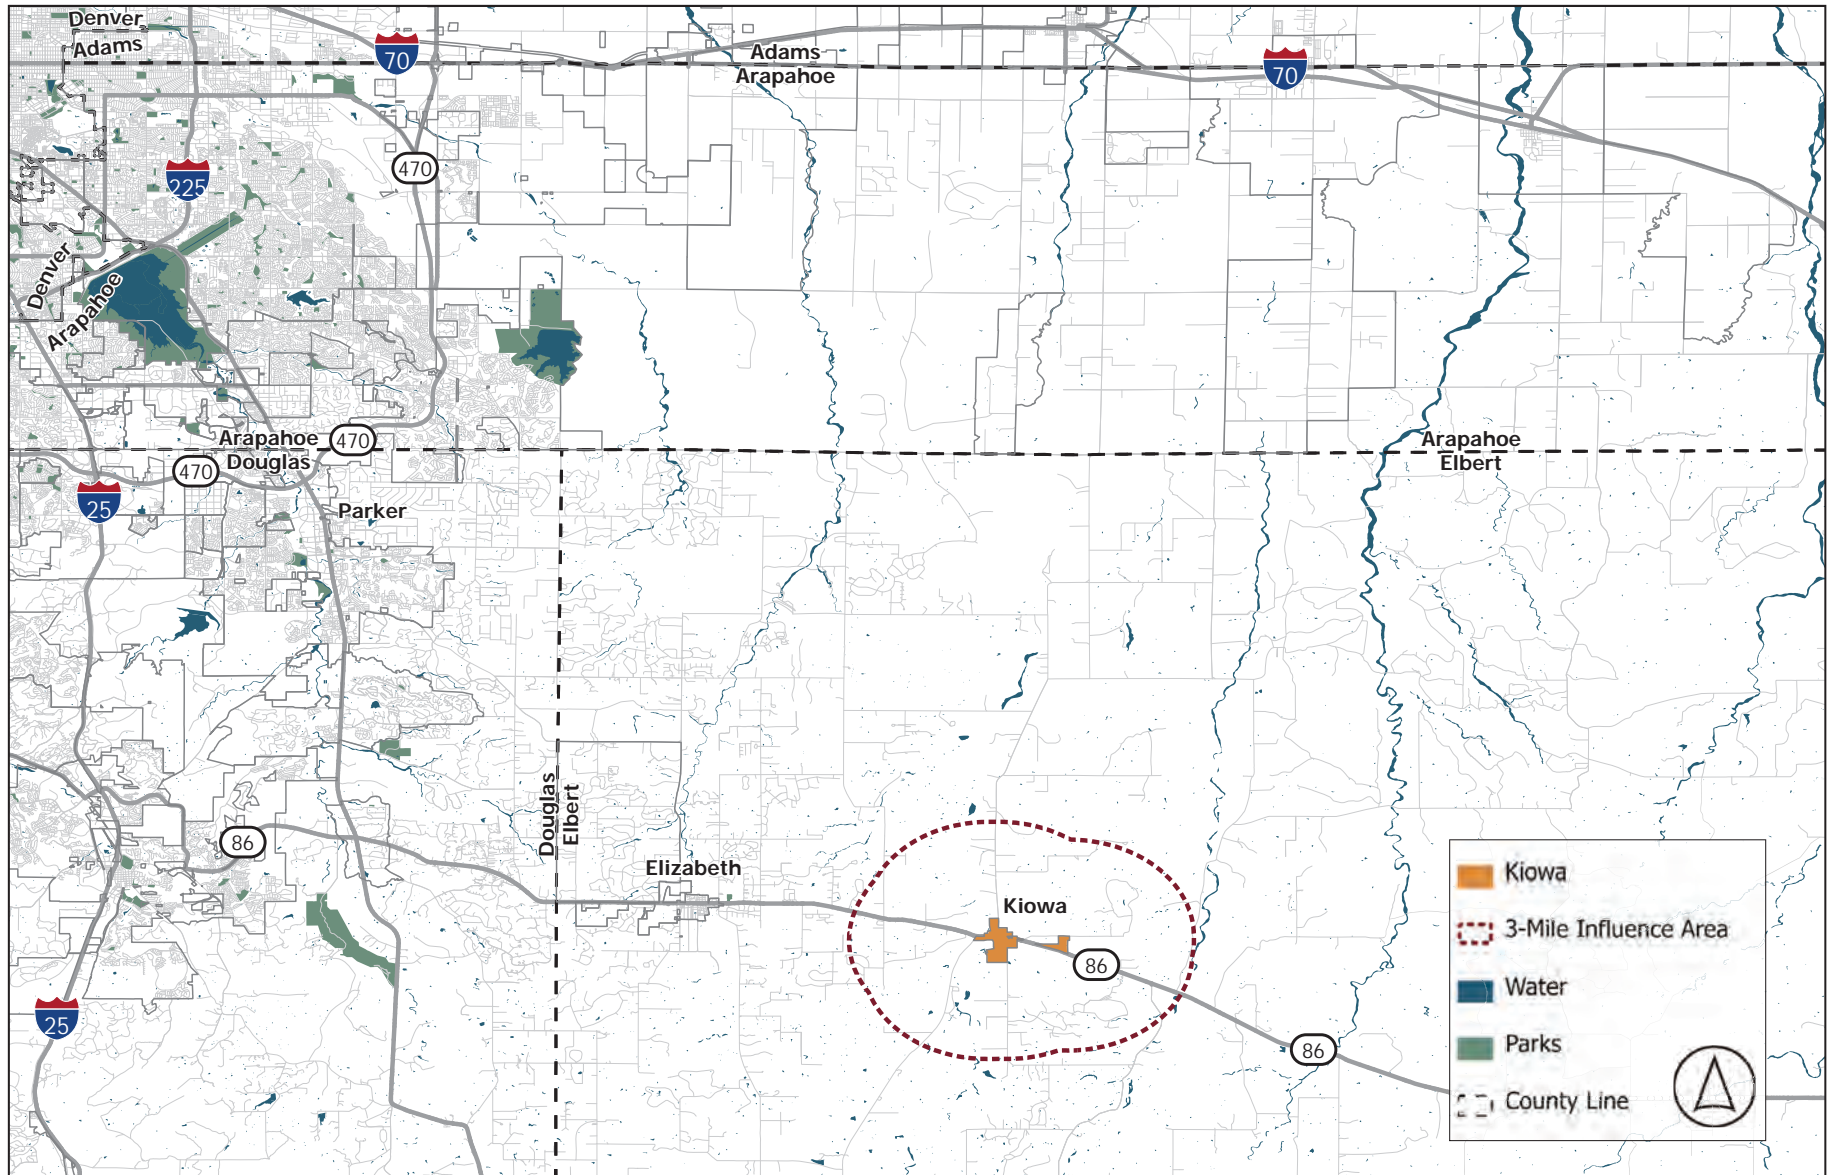 Denver
Adams
70
Adams
Arapahoe
70
470
225
Denver
Arapahoe
Arapahoe
Douglas
470
470
Arapahoe
Elbert
25
Parker
Douglas
Elbert
86
Elizabeth
Kiowa
86
25
86
Kiowa
3-Mile Influence Area
Water
Parks
County Line